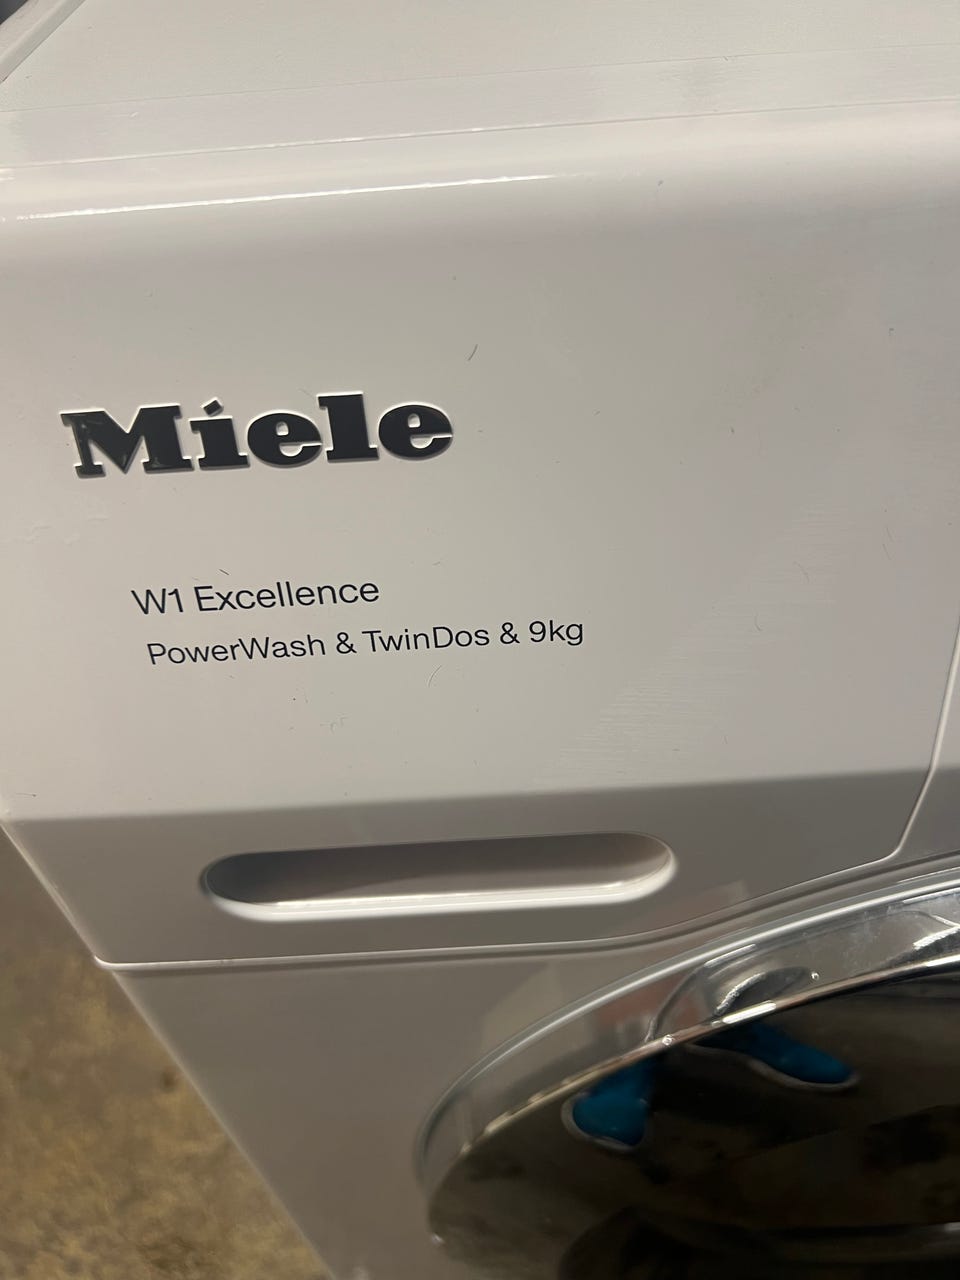 Miele
W1 Excellence
PowerWash & TwinDos & 9kg